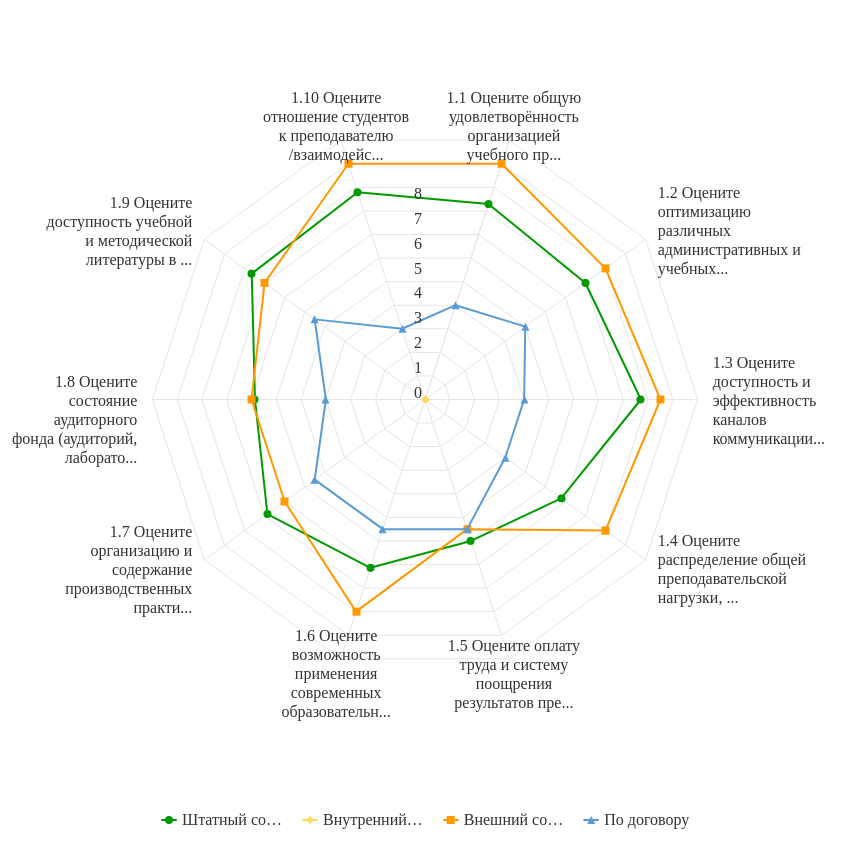 1.10 Оцените
отношение студентов
к преподавателю
/взаимодейс...
1.1 Оцените общую
удовлетворённость
организацией
учебного пр...
1.2 Оцените
оптимизацию
различных
административных и
учебных...
1.3 Оцените
доступность и
эффективность
каналов
коммуникации...
1.4 Оцените
распределение общей
преподавательской
нагрузки, ...
1.5 Оцените оплату
труда и систему
поощрения
результатов пре...
1.6 Оцените
возможность
применения
современных
образовательн...
1.7 Оцените
организацию и
содержание
производственных
практи...
1.8 Оцените
состояние
аудиторного
фонда (аудиторий,
лаборато...
1.9 Оцените
доступность учебной
и методической
литературы в ...
8
7
6
5
4
3
2
1
0
Штатный со…
Внутренний…
Внешний со…
По договору